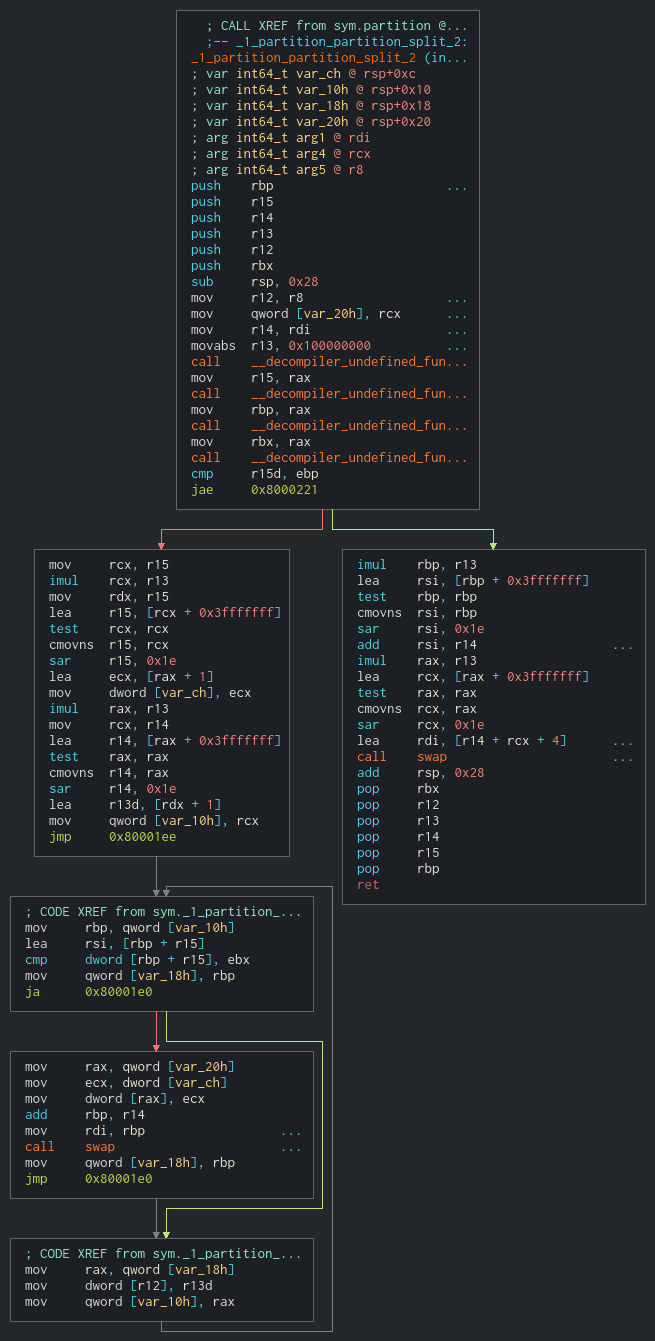 ; CALL XREF from sym.partition @...
;-- _1_partition_partition_split_2:
_1_partition_partition_split_2 (in...
; var int64_t var_ch @ rsp+0xc
; var int64_t var_10h @ rsp+0x10
; var int64_t var_18h @ rsp+0x18
; var int64_t var_20h @ rsp+0x20
; arg int64_t arg1 @ rdi
; arg int64_t arg4 @ rcx
; arg int64_t arg5 @ r8
push rbp ...
push r15
push r14
push r13
push r12
push rbx
sub rsp, 0x28
mov r12, r8 ...
mov qword [var_20h], rcx ...
mov r14, rdi ...
movabs r13, 0x100000000 ...
call __decompiler_undefined_fun...
mov r15, rax
call __decompiler_undefined_fun...
mov rbp, rax
call __decompiler_undefined_fun...
mov rbx, rax
call __decompiler_undefined_fun...
cmp r15d, ebp
jae 0x8000221
mov rcx, r15
imul rcx, r13
mov rdx, r15
lea r15, [rcx + 0x3fffffff]
test rcx, rcx
cmovns r15, rcx
sar r15, 0x1e
lea ecx, [rax + 1]
mov dword [var_ch], ecx
imul rax, r13
mov rcx, r14
lea r14, [rax + 0x3fffffff]
test rax, rax
cmovns r14, rax
sar r14, 0x1e
lea r13d, [rdx + 1]
mov qword [var_10h], rcx
jmp 0x80001ee
imul rbp, r13
lea rsi, [rbp + 0x3fffffff]
test rbp, rbp
cmovns rsi, rbp
sar rsi, 0x1e
add rsi, r14 ...
imul rax, r13
lea rcx, [rax + 0x3fffffff]
test rax, rax
cmovns rcx, rax
sar rcx, 0x1e
lea rdi, [r14 + rcx + 4] ...
call swap ...
add rsp, 0x28
pop rbx
pop r12
pop r13
pop r14
pop r15
pop rbp
ret
; CODE XREF from sym._1_partition_...
mov rbp, qword [var_10h]
lea rsi, [rbp + r15]
cmp dword [rbp + r15], ebx
mov qword [var_18h], rbp
ja 0x80001e0
mov rax, qword [var_20h]
mov ecx, dword [var_ch]
mov dword [rax], ecx
add rbp, r14
mov rdi, rbp ...
call swap ...
mov qword [var_18h], rbp
jmp 0x80001e0
; CODE XREF from sym._1_partition_...
mov rax, qword [var_18h]
mov dword [r12], r13d
mov qword [var_10h], rax